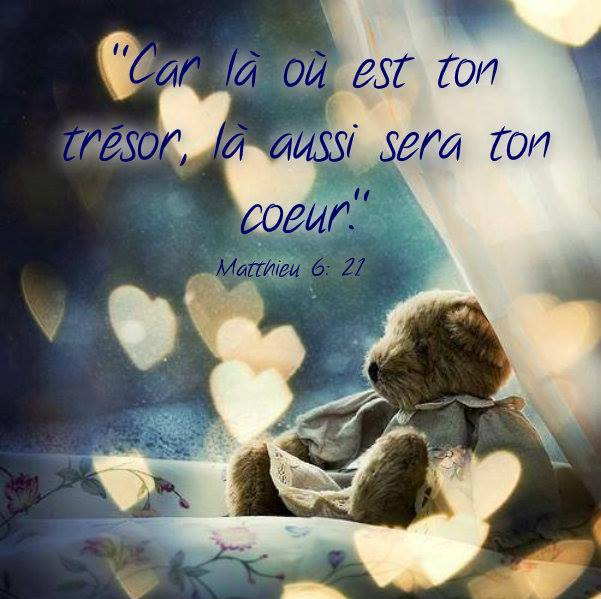 "Car là où est ton
trésor, là aussi sera ton
coeur."
Matthieu 6: 21